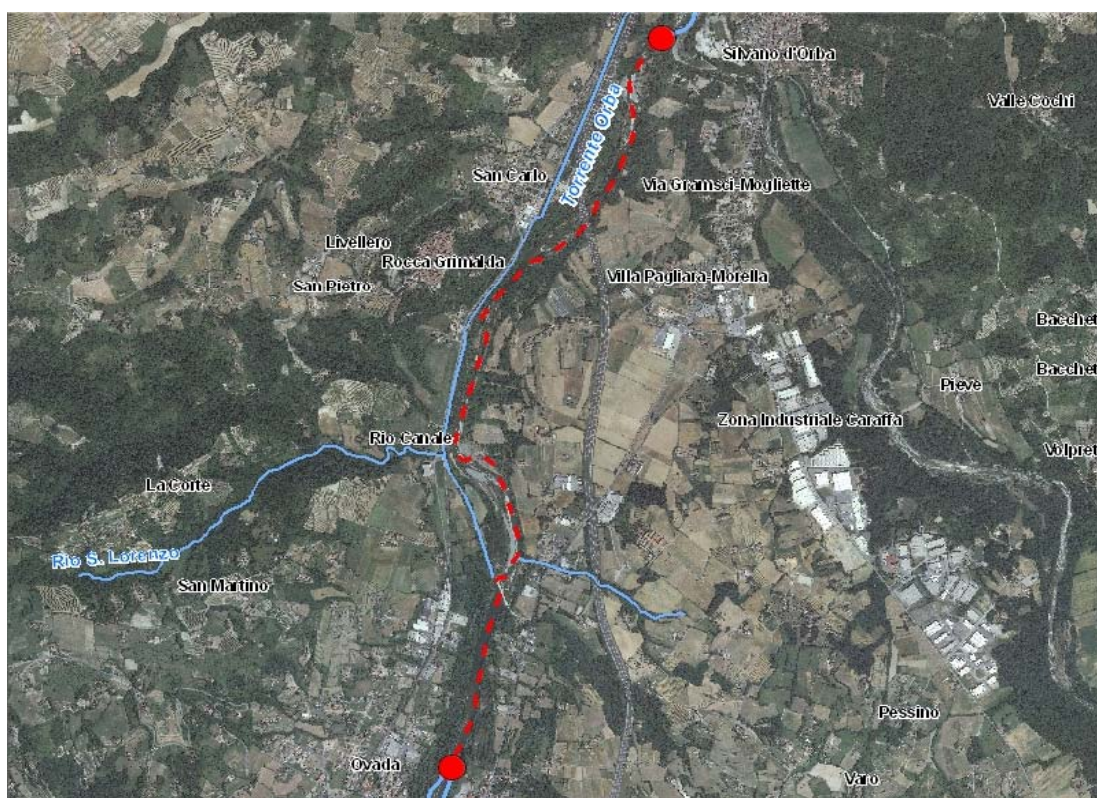 Silvano d'Orba
Valle Cochi
Torrente Orba
San Carlo
Via Gramsci-Mogliette
Livellero
Rocca Grimalda
San Pietro
Villa Pagliara-Morella
Bacchet
Bacchet
Pieve
Zona Industriale Caraffa
Rio Canale
Volpret
La Corte
Rio S. Lorenzo
San Martino
Pessino
Ovada
Varo